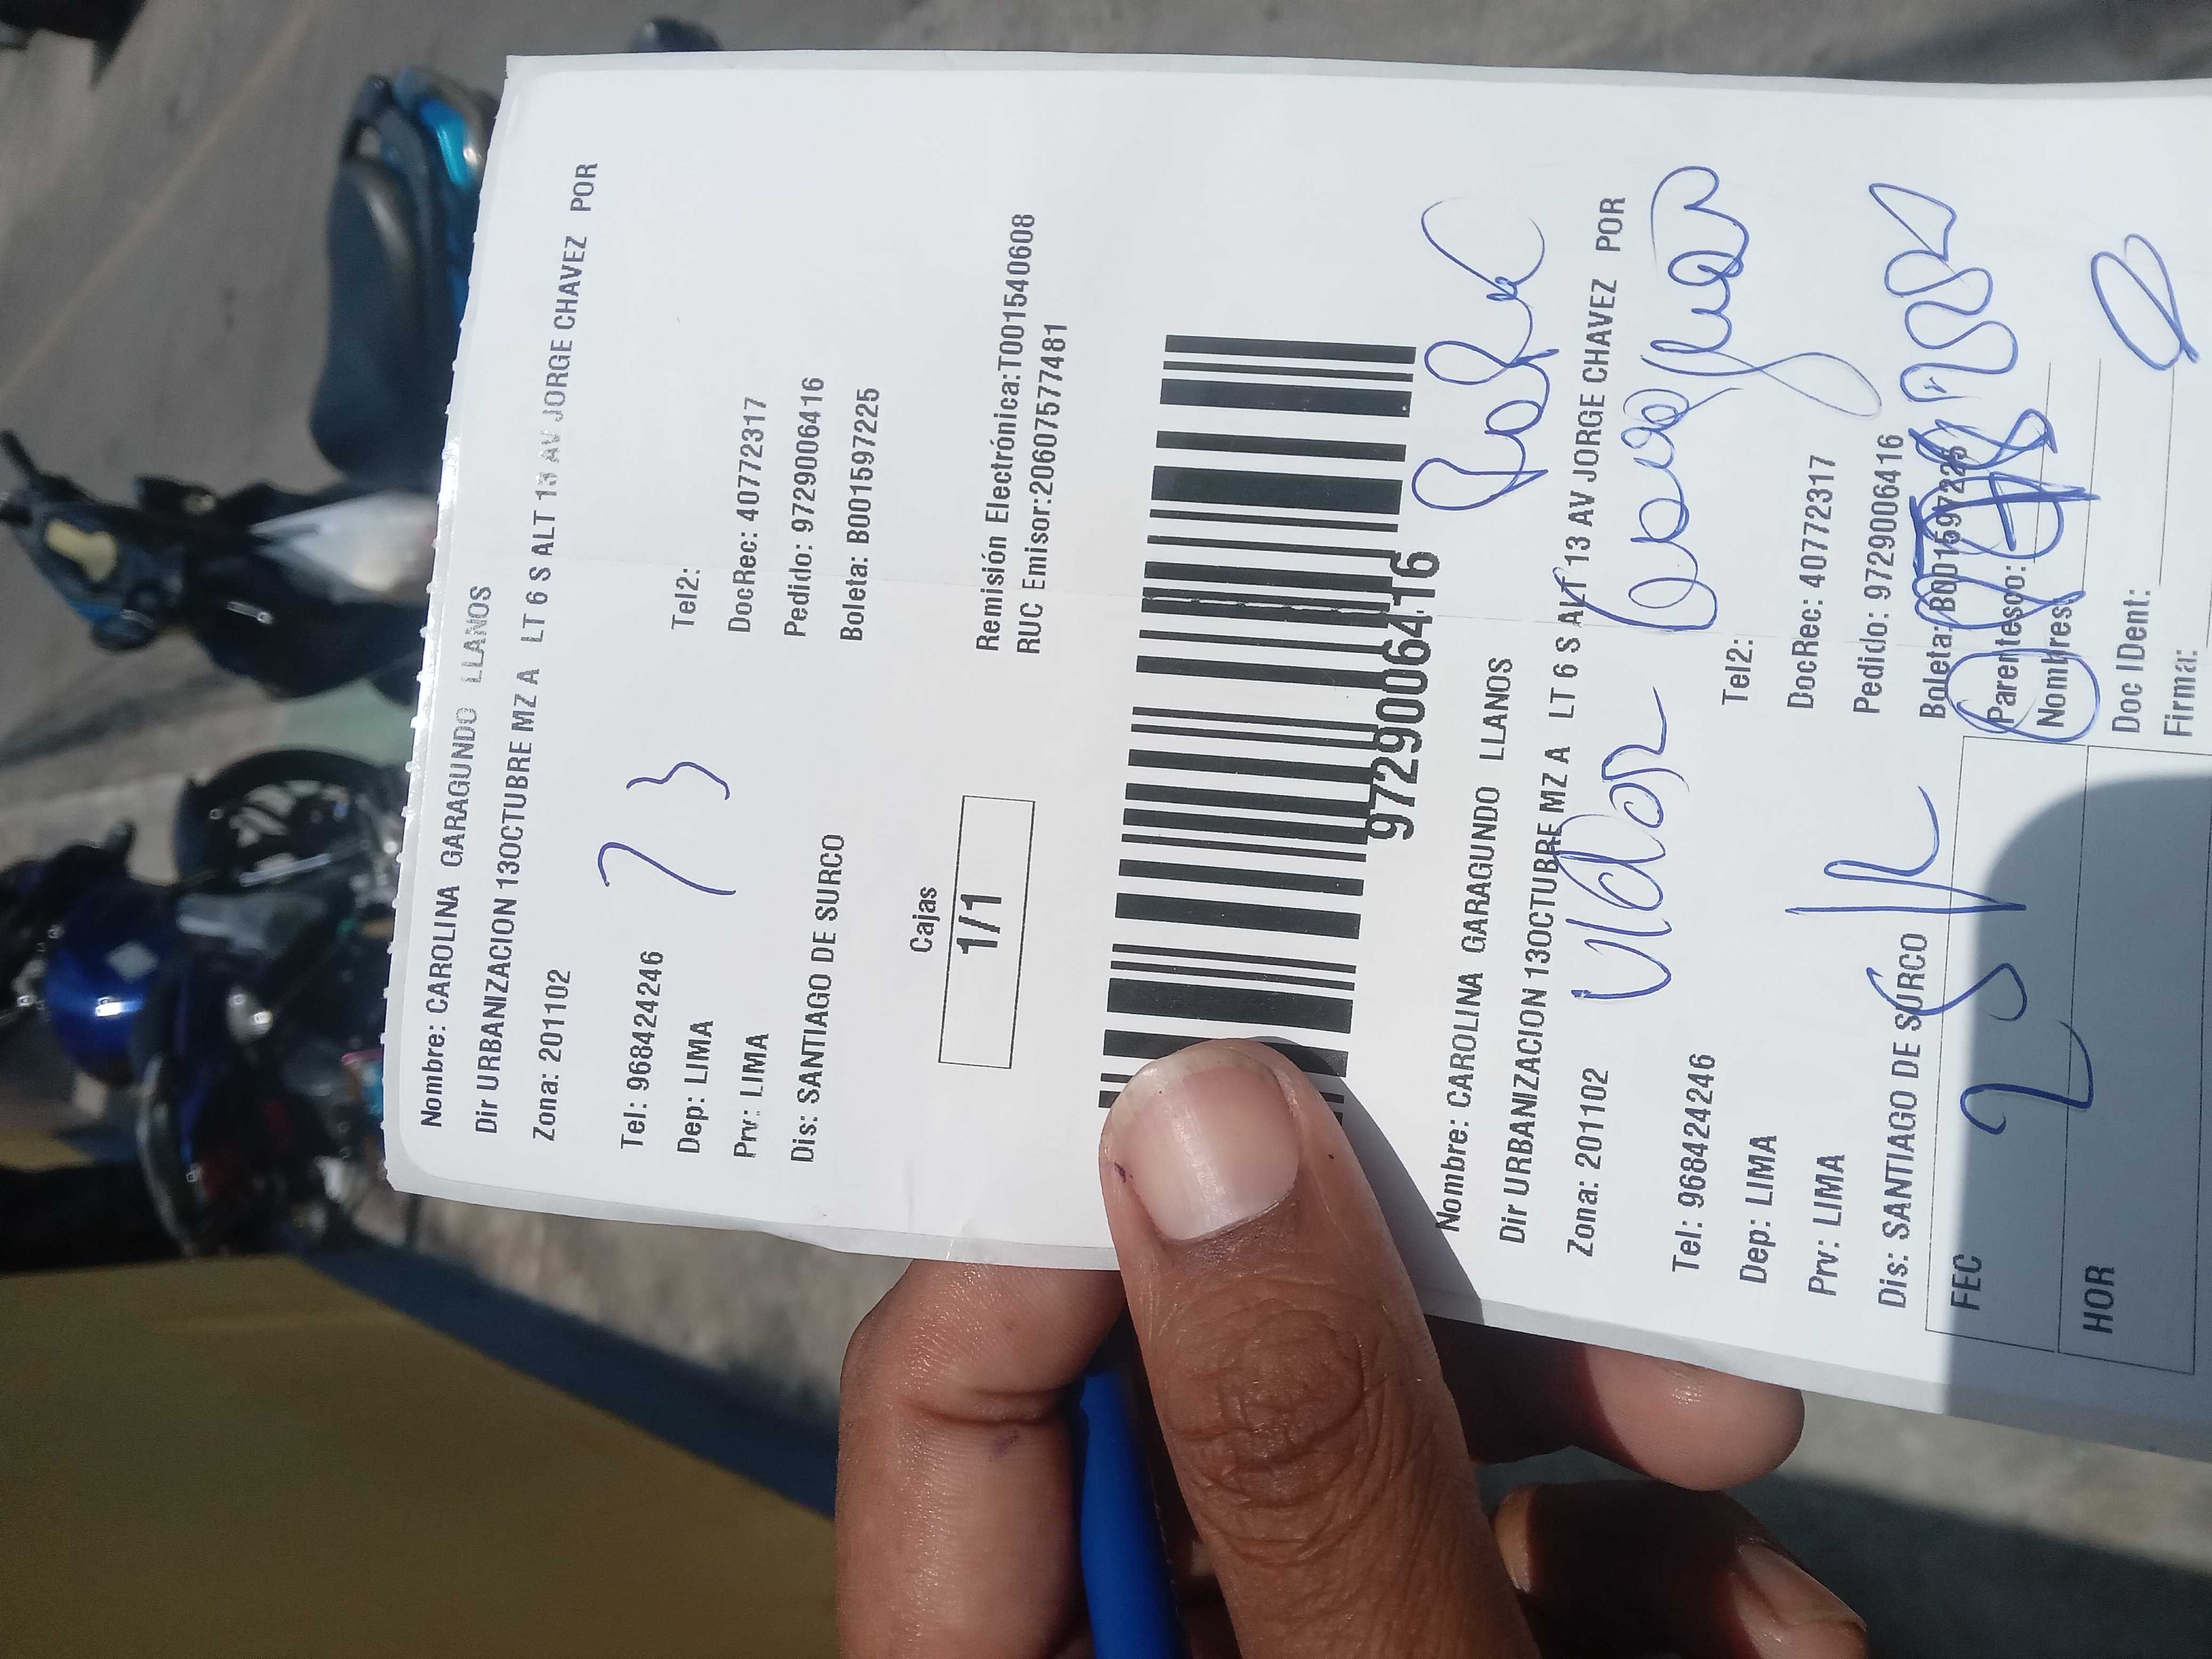 Nombre: CAROLINA GARAGUNDO LLANOS
Dir URBANIZACION 13OCTUBRE MZ A LT 6 S ALT 13 AV JORGE CHAVEZ POR
Zona: 201102
73
Tel: 968424246 Tel2:
Dep: LIMA DocRec: 40772317
Prv: LIMA Pedido: 9729006416
Dis: SANTIAGO DE SURCO Boleta: B001597225
Cajas
1/1
Remisión Electrónica:T001540608
RUC Emisor:20607577481
9729006416
Nombre: CAROLINA GARAGUNDO LLANOS
Dir URBANIZACION 13OCTUBRE MZ A LT 6 S ALT 13 AV JORGE CHAVEZ POR
Zona: 201102
Tel: 968424246 Tel2:
Dep: LIMA DocRec: 40772317
Prv: LIMA Pedido: 9729006416
Dis: SANTIAGO DE SURCO Boleta: B001597225
FEC Parentesco:
Nombres:
HOR Doc IDent:
Firma: